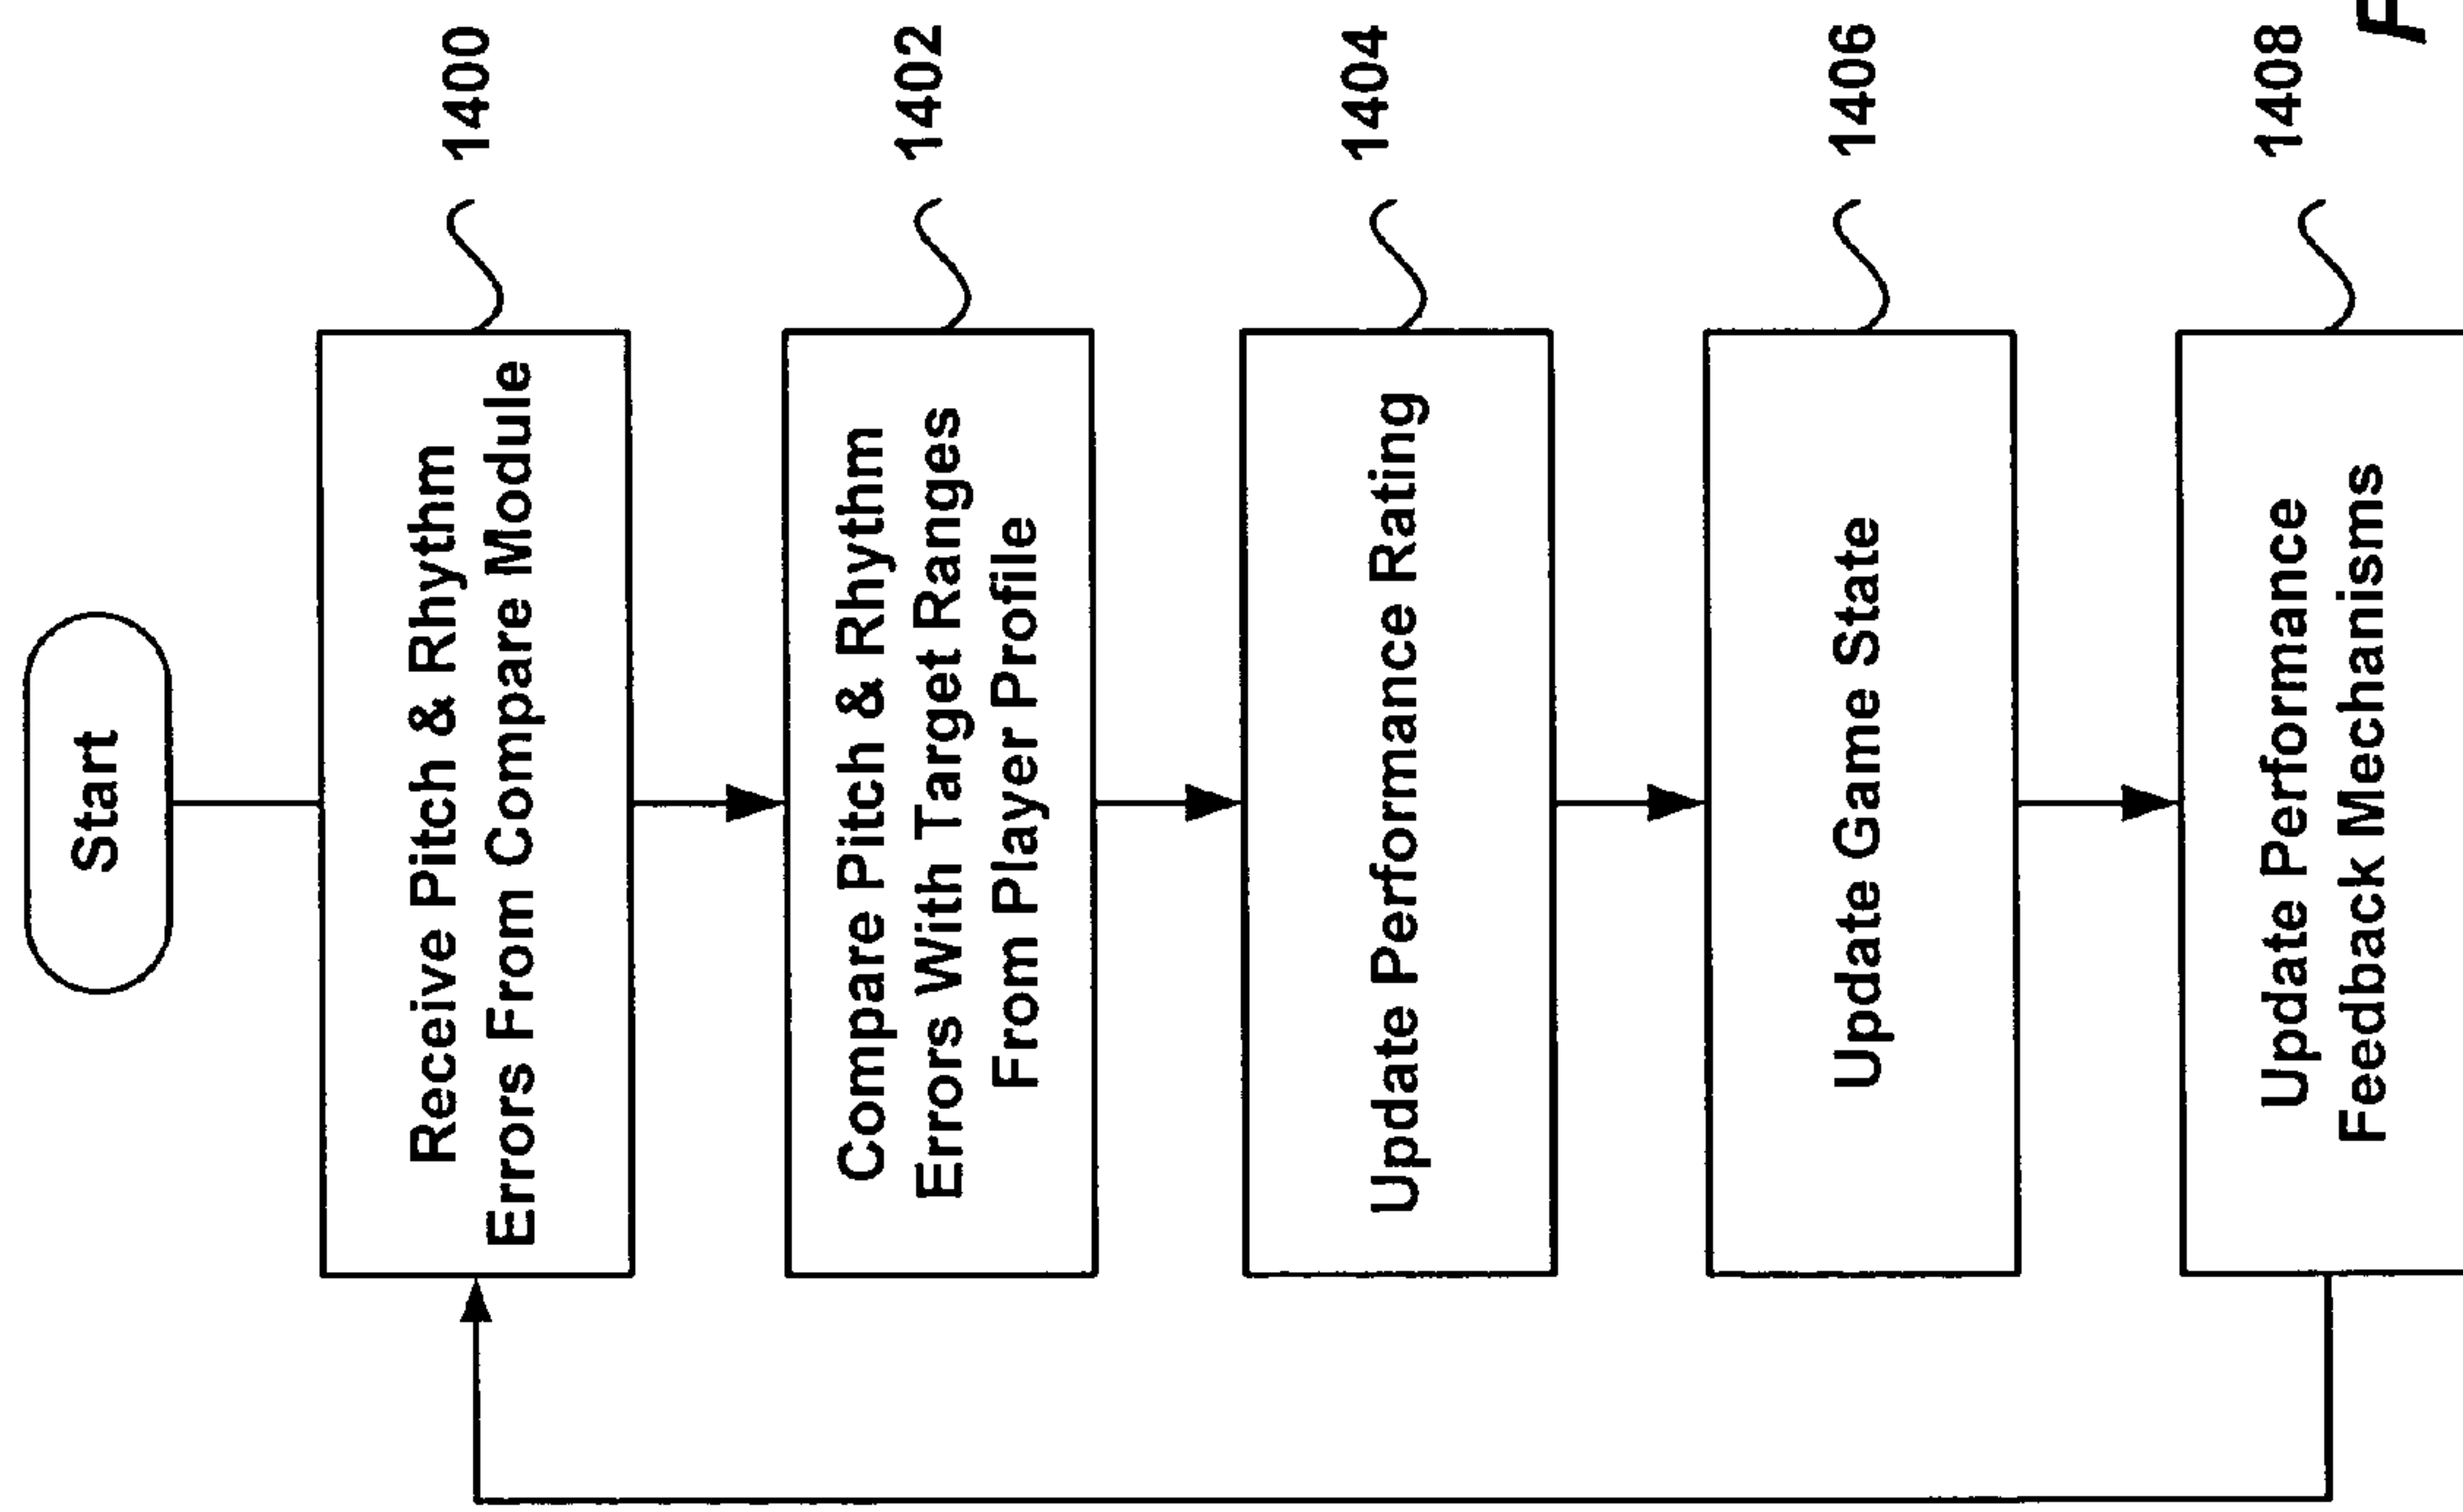 Start
Receive Pitch & Rhythm
Errors From Compare Module
1400
Compare Pitch & Rhythm
Errors With Target Ranges
From Player Profile
1402
Update Performance Rating
1404
Update Game State
1406
Update Performance
Feedback Mechanisms
1408